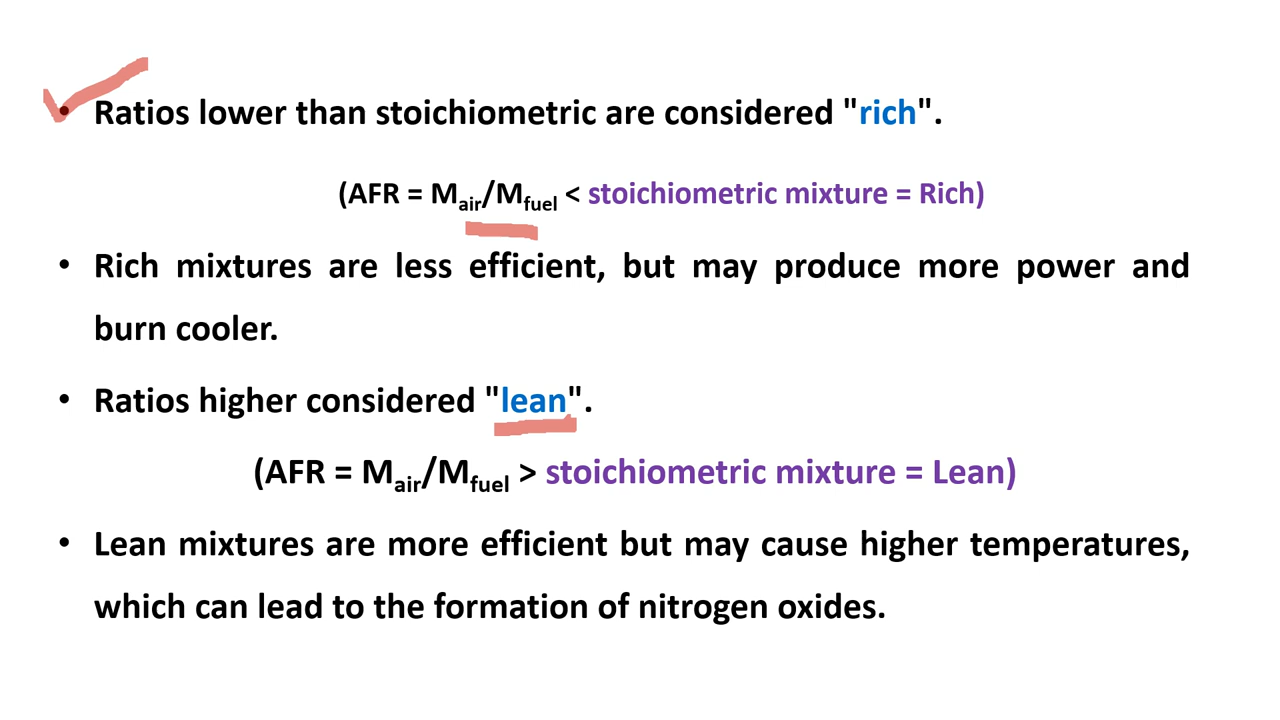 • Ratios lower than stoichiometric are considered "rich".
(AFR = Mair/Mfuel < stoichiometric mixture = Rich)
• Rich mixtures are less efficient, but may produce more power and
burn cooler.
• Ratios higher considered "lean".
(AFR = Mair/Mfuel > stoichiometric mixture = Lean)
• Lean mixtures are more efficient but may cause higher temperatures,
which can lead to the formation of nitrogen oxides.